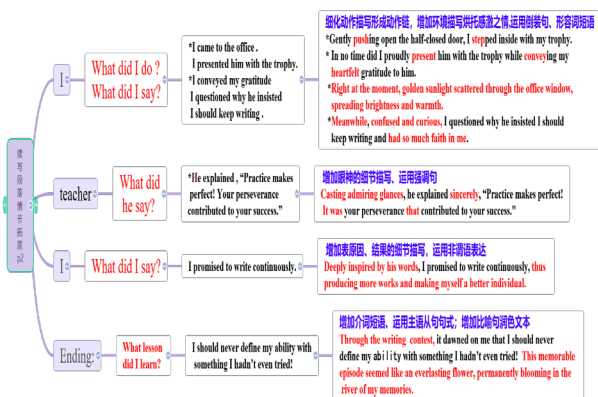 续
写
段
落
情
节
拓
展
p2
I
What did I do ?
What did I say?
*I came to the office .
I presented him with the trophy.
*I conveyed my gratitude
I questioned why he insisted
I should keep writing .
细化动作描写形成动作链，增加环境描写烘托感激之情,运用倒装句、形容词短语
*Gently pushing open the half-closed door, I stepped inside with my trophy.
* In no time did I proudly present him with the trophy while conveying my
heartfelt gratitude to him.
*Right at the moment, golden sunlight scattered through the office window,
spreading brightness and warmth.
*Meanwhile, confused and curious, I questioned why he insisted I should
keep writing and had so much faith in me.
teacher
What did
he say?
*He explained , “Practice makes
perfect! Your perseverance
contributed to your success.”
增加眼神的细节描写、运用强调句
Casting admiring glances, he explained sincerely, “Practice makes perfect!
It was your perseverance that contributed to your success.”
I
What did I say?
I promised to write continuously.
增加表原因、结果的细节描写，运用非谓语表达
Deeply inspired by his words, I promised to write continuously, thus
producing more works and making myself a better individual.
Ending:
What lesson
did I learn?
I should never define my ability with
something I hadn't even tried!
增加介词短语、运用主语从句句式；增加比喻句润色文本
Through the writing contest, it dawned on me that I should never
define my ability with something I hadn't even tried! This memorable
episode seemed like an everlasting flower, permanently blooming in the
river of my memories.